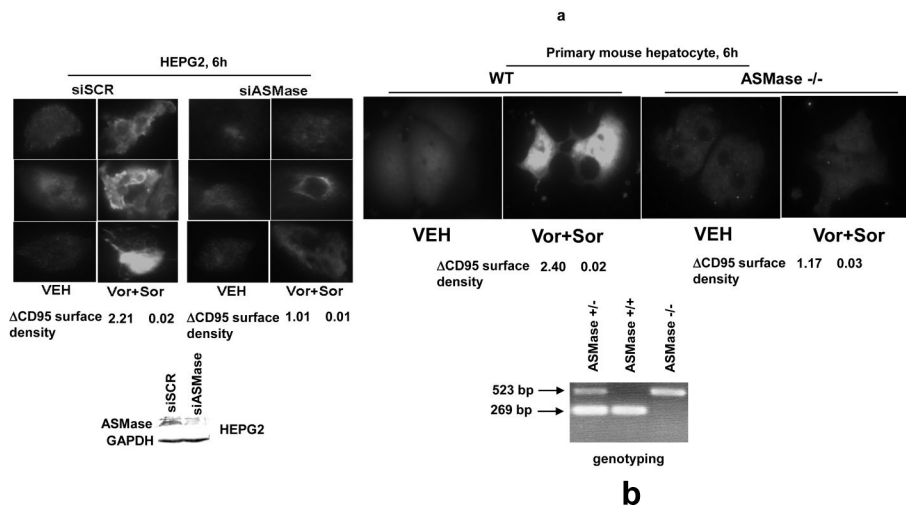 a
HEPG2, 6h
siSCR siASMase
VEH Vor+Sor VEH Vor+Sor
ΔCD95 surface density 2.21 0.02 ΔCD95 surface density 1.01 0.01
siSCR siASMase
ASMase
GAPDH
HEPG2
Primary mouse hepatocyte, 6h
WT ASMase -/-
VEH Vor+Sor VEH Vor+Sor
ΔCD95 surface density 2.40 0.02 ΔCD95 surface density 1.17 0.03
ASMase +/- ASMase +/+ ASMase -/-
523 bp
269 bp
genotyping
b